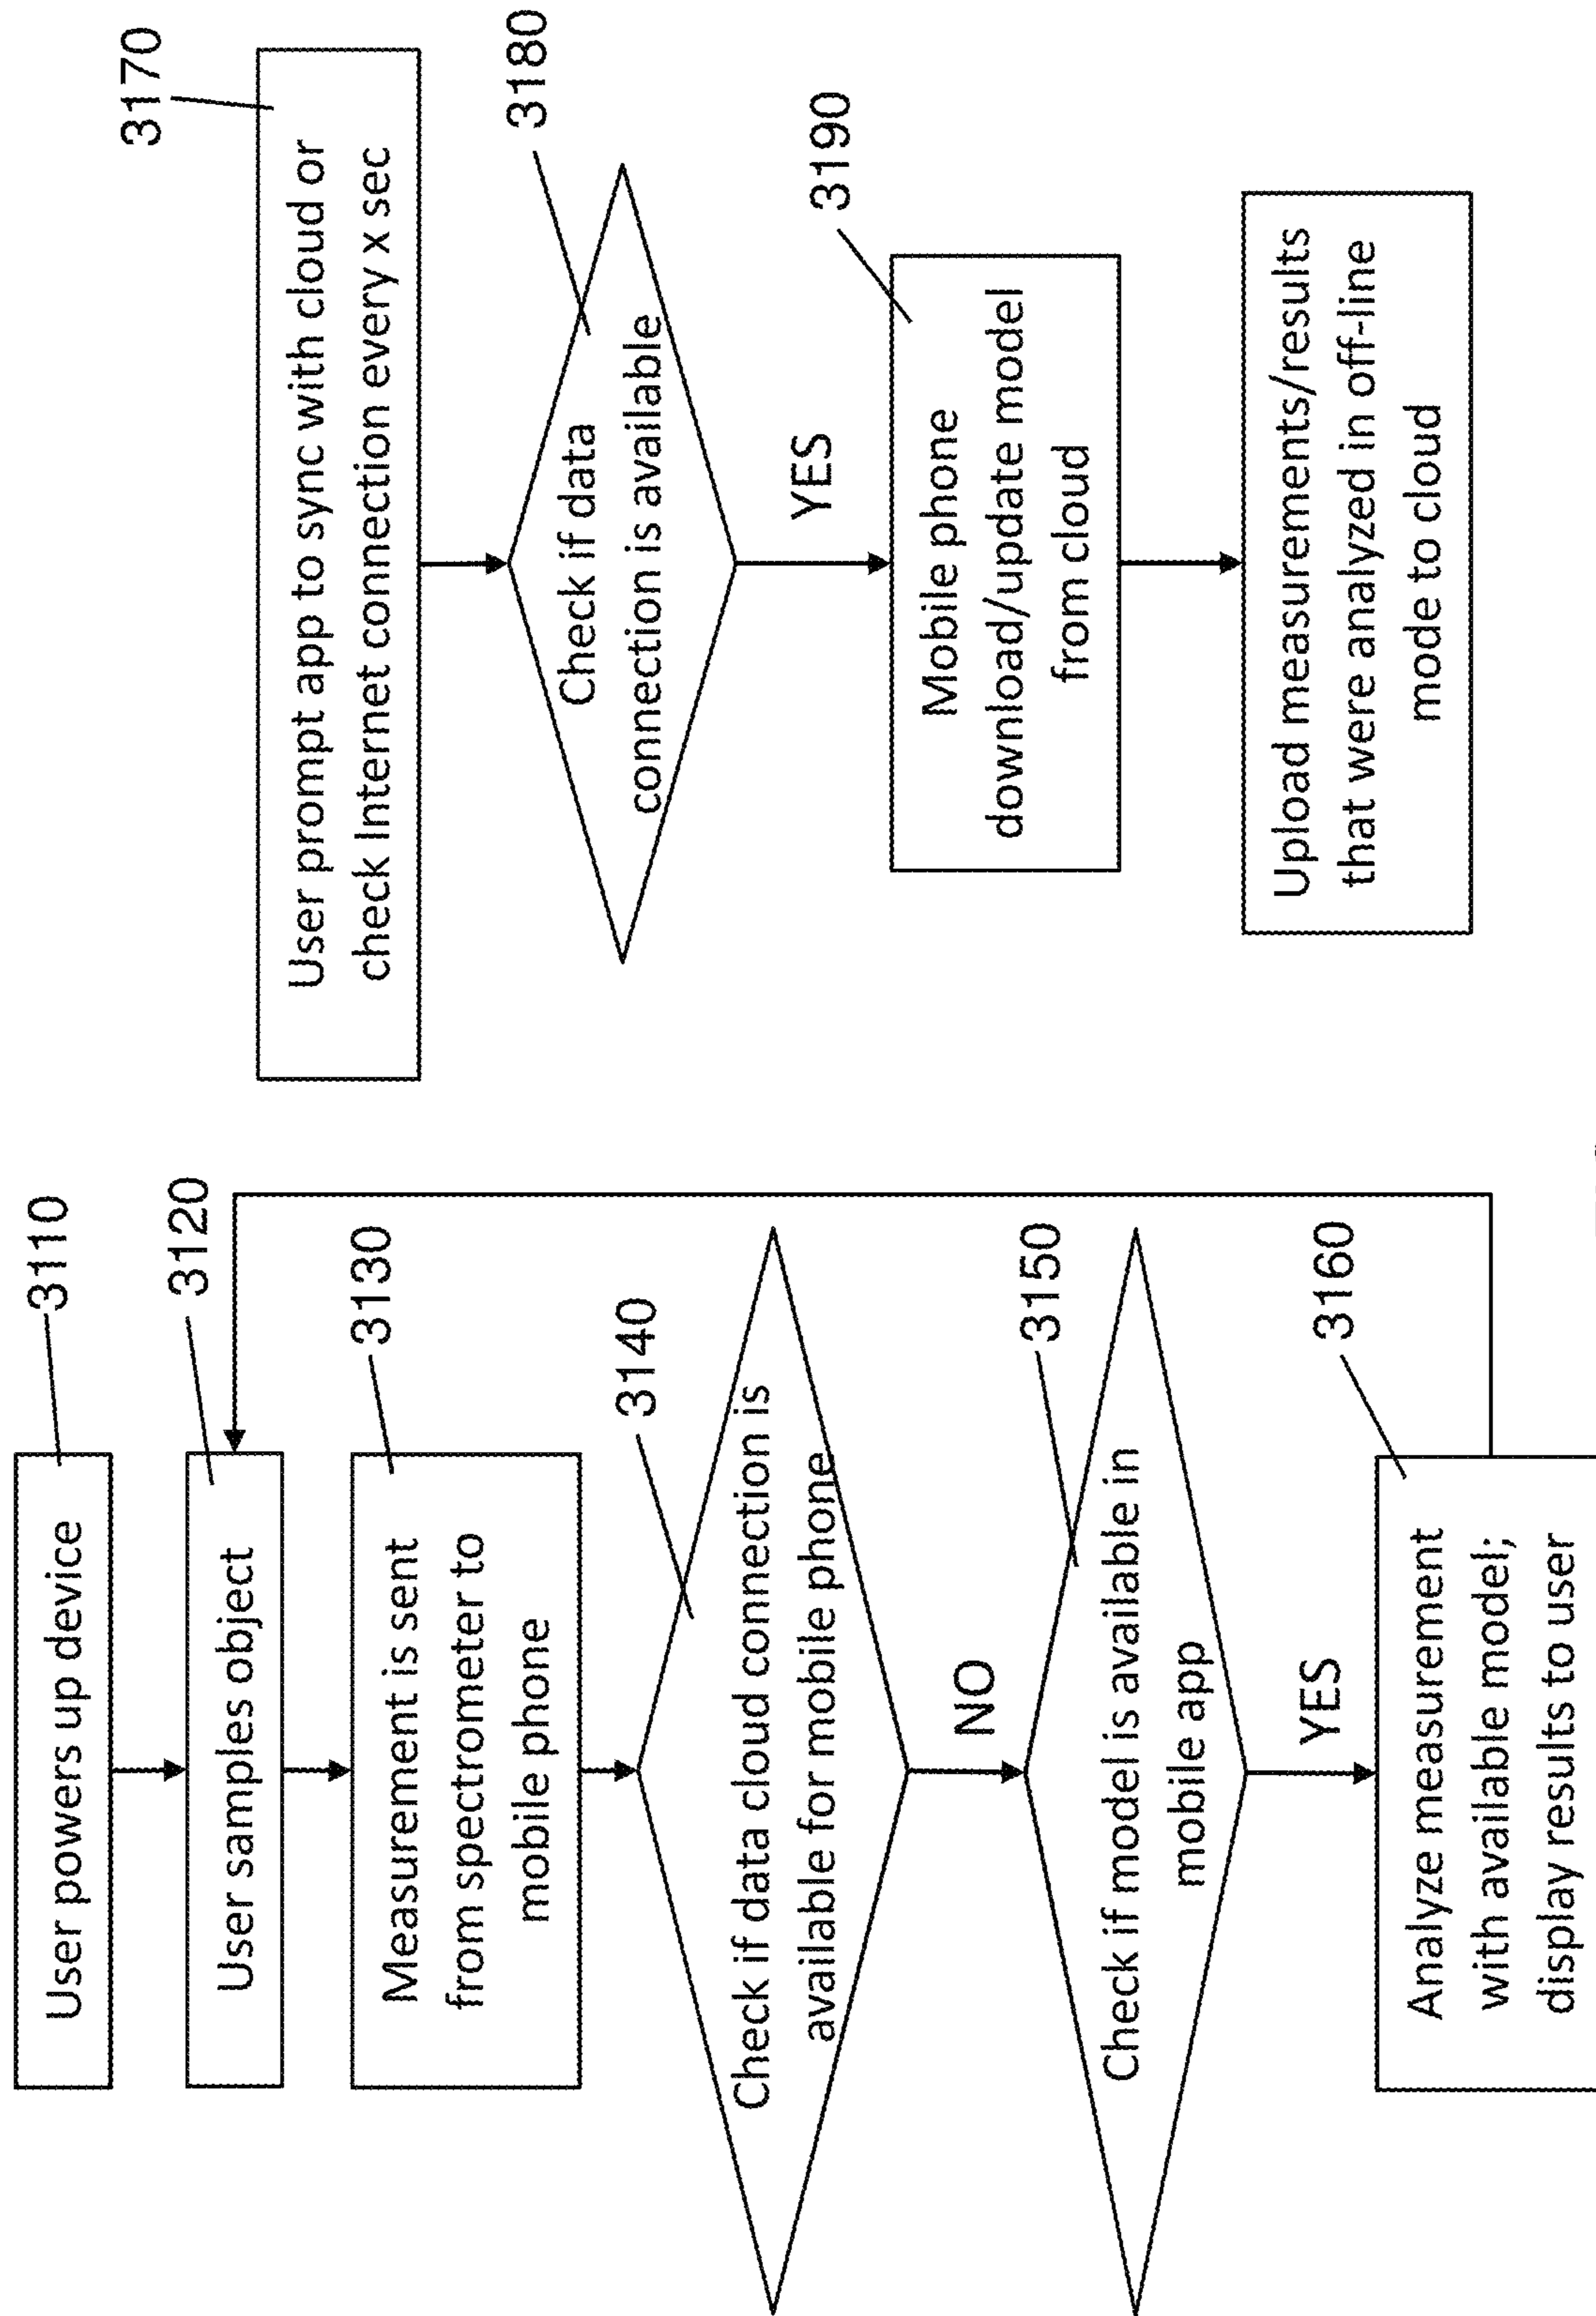 3110
User powers up device
3120
User samples object
3130
Measurement is sent
from spectrometer to
mobile phone
3140
Check if data cloud connection is
available for mobile phone
NO
3150
Check if model is available in
mobile app
YES
3160
Analyze measurement
with available model;
display results to user
3170
User prompt app to sync with cloud or
check Internet connection every x sec
3180
Check if data
connection is available
YES
3190
Mobile phone
download/update model
from cloud
Upload measurements/results
that were analyzed in off-line
mode to cloud